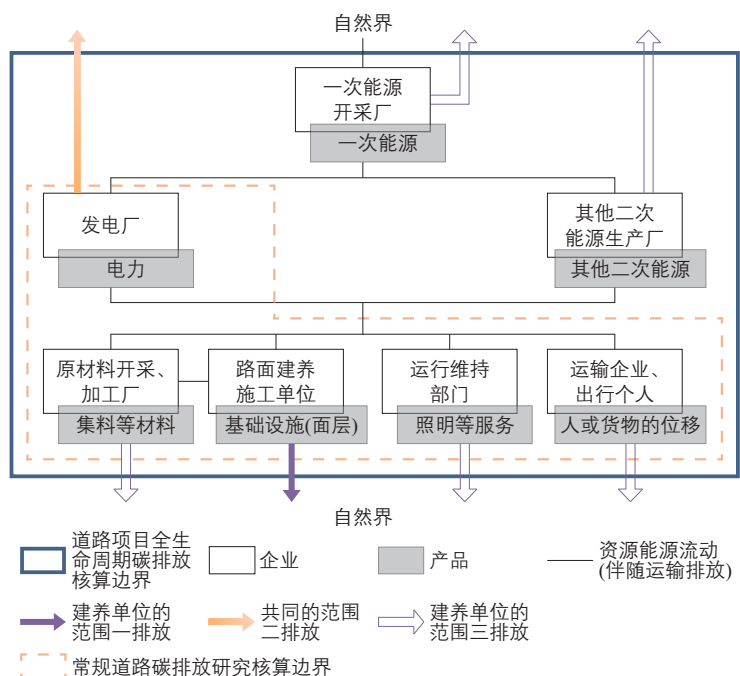 自然界
一次能源
开采厂
一次能源
发电厂
电力
其他二次
能源生产厂
其他二次能源
原材料开采、
加工厂
集料等材料
路面建养
施工单位
基础设施(面层)
运行维持
部门
照明等服务
运输企业、
出行个人
人或货物的位移
自然界
道路项目全生
命周期碳排放
核算边界
企业
产品
资源能源流动
(伴随运输排放)
建养单位的
范围一排放
共同的范围
二排放
建养单位的
范围三排放
常规道路碳排放研究核算边界